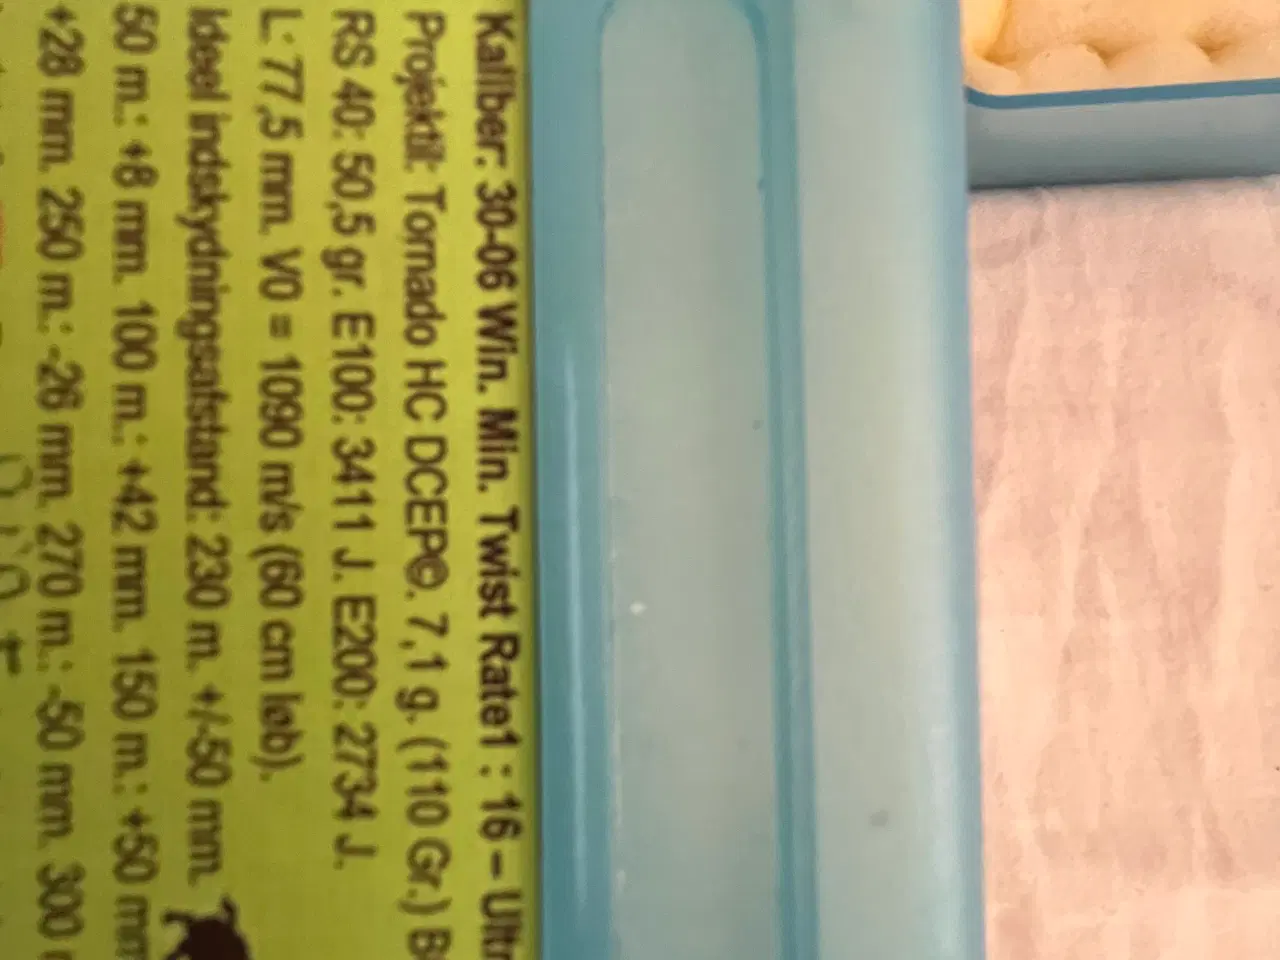 Kaliber: 30-06 Win. Min. Twist Rate1 : 16 – Ultr
Projektil: Tornado HC DCEP©. 7,1 g. (110 Gr.) B
RS 40: 50,5 gr. E100: 3411 J. E200: 2734 J.
L: 77,5 mm. V0 = 1090 m/s (60 cm løb).
Ideel indskydningsafstand: 230 m. +/-50 mm.
50 m.: +8 mm. 100 m.: +42 mm. 150 m.: +50 mm
+28 mm. 250 m.: -26 mm. 270 m.: -50 mm. 300